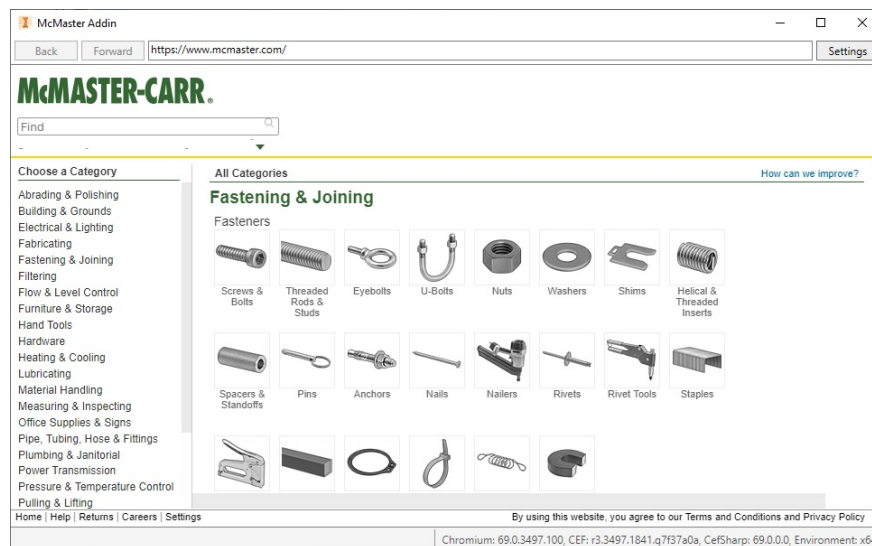 McMaster Addin
Back Forward https://www.mcmaster.com/ Settings
McMASTER-CARR®
Find
Choose a Category
Abrading & Polishing
Building & Grounds
Electrical & Lighting
Fabricating
Fastening & Joining
Filtering
Flow & Level Control
Furniture & Storage
Hand Tools
Hardware
Heating & Cooling
Lubricating
Material Handling
Measuring & Inspecting
Office Supplies & Signs
Pipe, Tubing, Hose & Fittings
Plumbing & Janitorial
Power Transmission
Pressure & Temperature Control
Pulling & Lifting
All Categories How can we improve?
Fastening & Joining
Fasteners
Screws & Bolts
Threaded Rods & Studs
Eyebolts
U-Bolts
Nuts
Washers
Shims
Helical & Threaded Inserts
Spacers & Standoffs
Pins
Anchors
Nails
Nailers
Rivets
Rivet Tools
Staples
Home | Help | Returns | Careers | Settings
By using this website, you agree to our Terms and Conditions and Privacy Policy
Chromium: 69.0.3497.100, CEF: r3.3497.1841.g7f37a0a, CefSharp: 69.0.0.0, Environment: x64